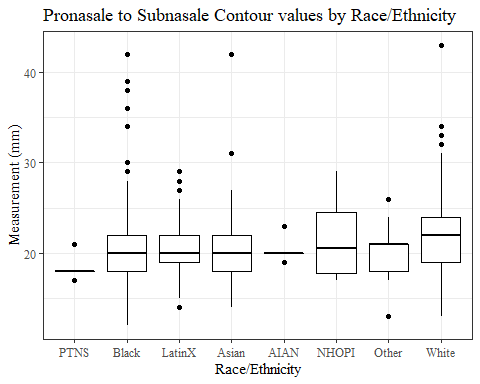 Pronasale to Subnasale Contour values by Race/Ethnicity
Measurement (mm)
40
30
20
PTNS Black LatinX Asian AIAN NHOPI Other White
Race/Ethnicity